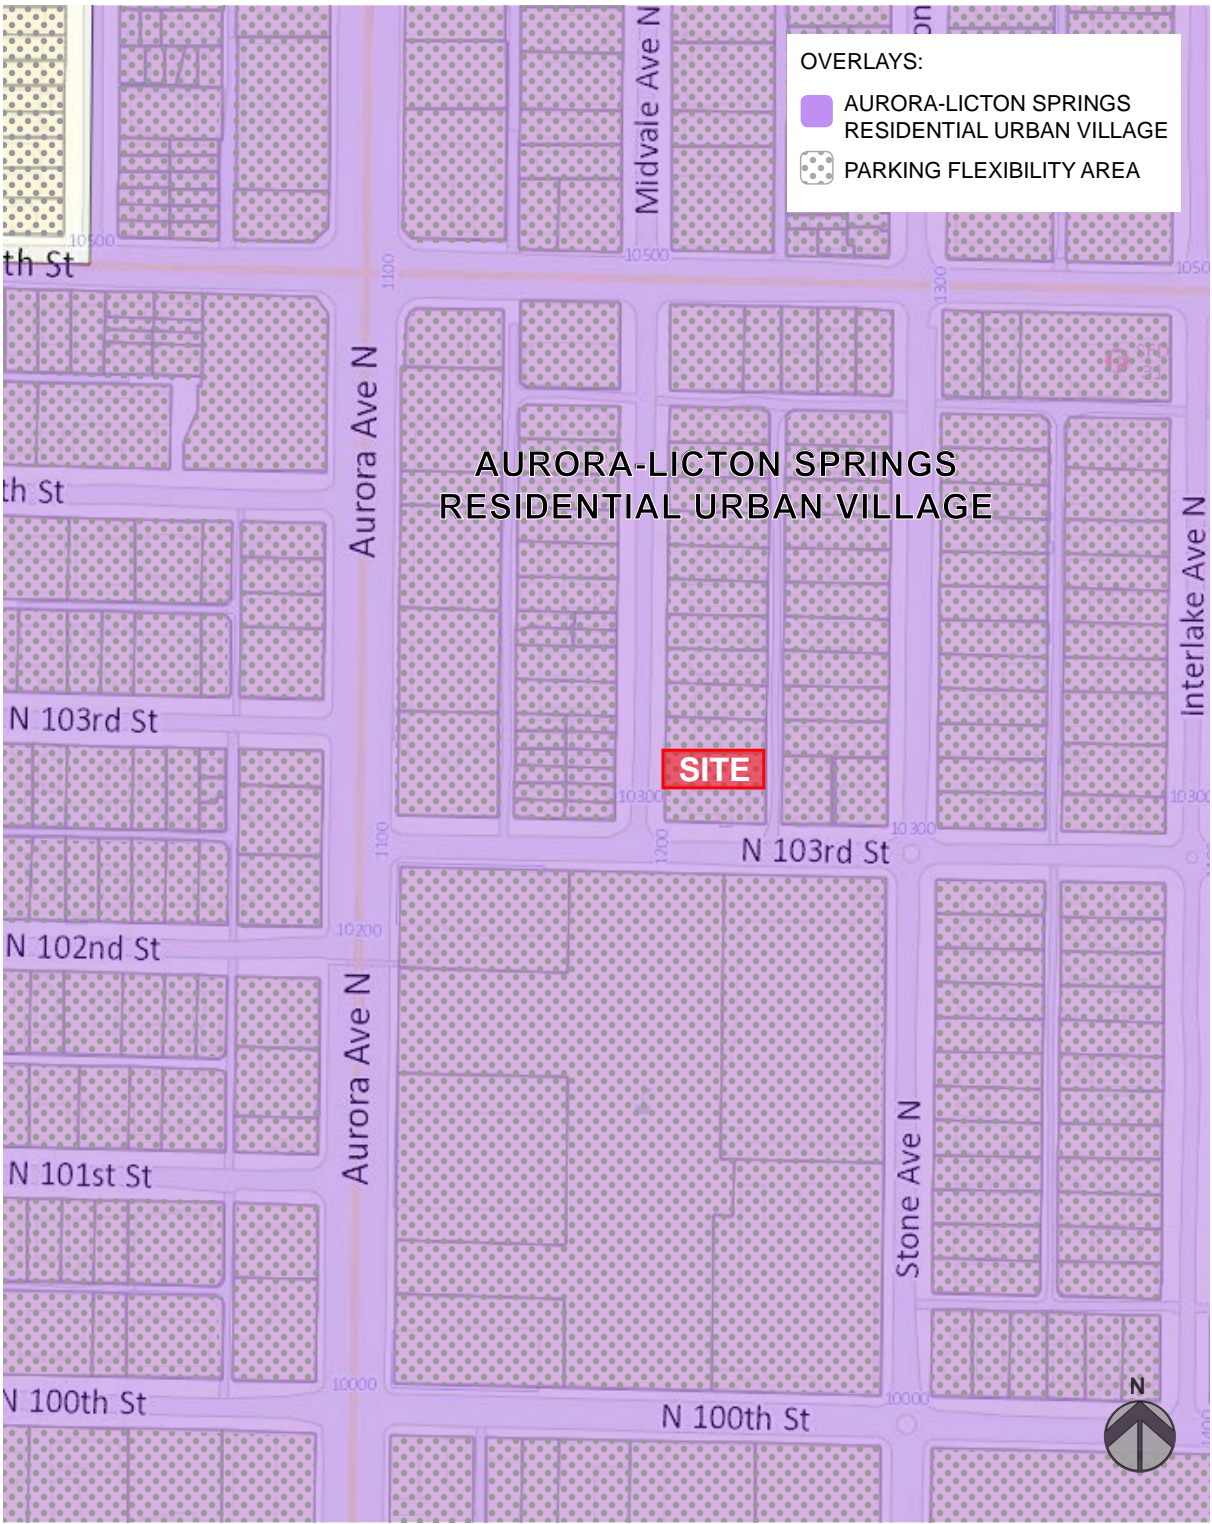 Midvale Ave N
OVERLAYS:
AURORA-LICTON SPRINGS
RESIDENTIAL URBAN VILLAGE
PARKING FLEXIBILITY AREA
10500
10500
1050
th St
1100
1300
Aurora Ave N
AURORA-LICTON SPRINGS
RESIDENTIAL URBAN VILLAGE
th St
Interlake Ave N
N 103rd St
SITE
10300
10300
10300
1100
1200
N 103rd St
10200
N 102nd St
Aurora Ave N
Stone Ave N
N 101st St
10000
10000
N
N 100th St
N 100th St
1400